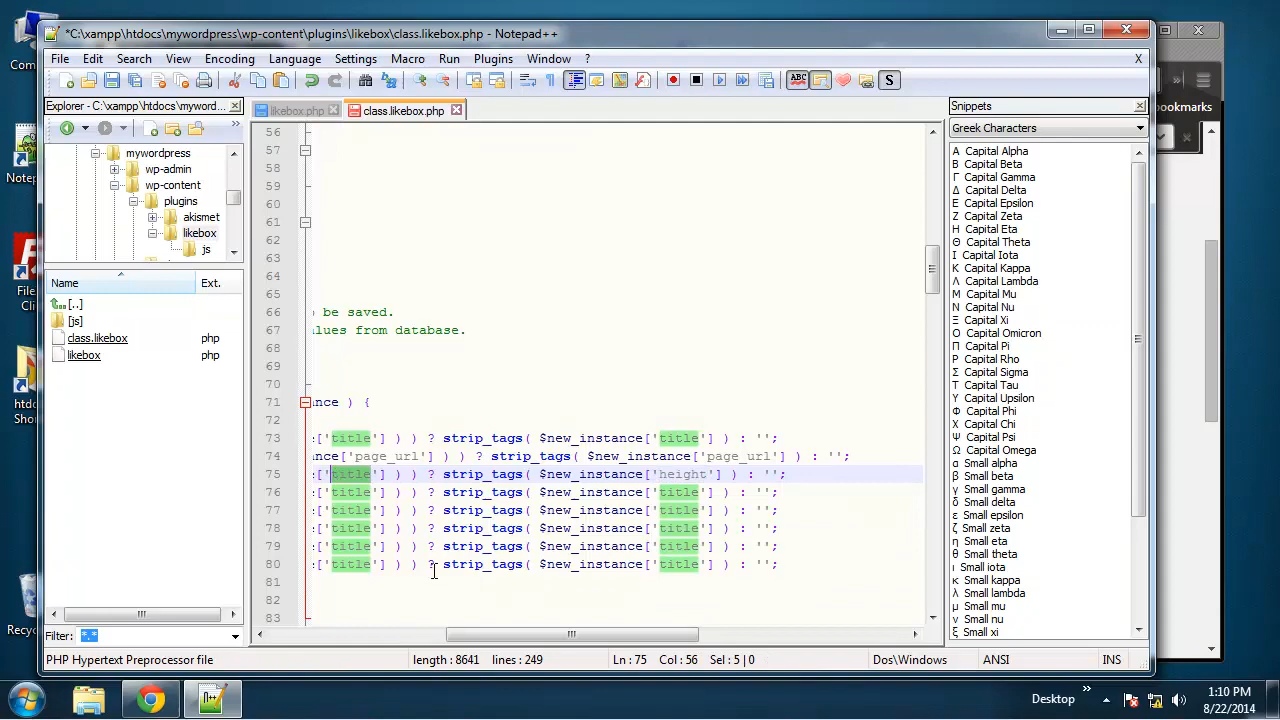 *C:\xampp\htdocs\mywordpress\wp-content\plugins\likebox\class.likebox.php - Notepad++
File Edit Search View Encoding Language Settings Macro Run Window TextFX Plugins Window ?
X
Explorer - C:\xampp\htdocs\myword...
likebox.php
class.likebox.php
Snippets
Greek Characters
mywordpress
wp-admin
wp-content
plugins
akismet
likebox
js
Name
Ext.
[..]
[js]
class.likebox php
likebox php
Filter: *.*
56
57
58
59
60
61
62
63
64
65
66 be saved.
67 lues from database.
68
69
70
71 nce ) {
72
73 ['title'] ) ) ? strip_tags( $new_instance['title'] ) : '';
74 nce['page_url'] ) ) ? strip_tags( $new_instance['page_url'] ) : '';
75 ['title'] ) ) ? strip_tags( $new_instance['height'] ) : '';
76 ['title'] ) ) ? strip_tags( $new_instance['title'] ) : '';
77 ['title'] ) ) ? strip_tags( $new_instance['title'] ) : '';
78 ['title'] ) ) ? strip_tags( $new_instance['title'] ) : '';
79 ['title'] ) ) ? strip_tags( $new_instance['title'] ) : '';
80 ['title'] ) ) ? strip_tags( $new_instance['title'] ) : '';
81
82
83
Α Capital Alpha
Β Capital Beta
Γ Capital Gamma
Δ Capital Delta
Ε Capital Epsilon
Ζ Capital Zeta
Η Capital Eta
Θ Capital Theta
Ι Capital Iota
Κ Capital Kappa
Λ Capital Lambda
Μ Capital Mu
Ν Capital Nu
Ξ Capital Xi
Ο Capital Omicron
Π Capital Pi
Ρ Capital Rho
Σ Capital Sigma
Τ Capital Tau
Υ Capital Upsilon
Φ Capital Phi
Χ Capital Chi
Ψ Capital Psi
Ω Capital Omega
α Small alpha
β Small beta
γ Small gamma
δ Small delta
ε Small epsilon
ζ Small zeta
η Small eta
θ Small theta
ι Small iota
κ Small kappa
λ Small lambda
μ Small mu
ν Small nu
ξ Small xi
PHP Hypertext Preprocessor file
length : 8641 lines : 249
Ln : 75 Col : 56 Sel : 5 | 0
Dos\Windows
ANSI
INS
Desktop
1:10 PM
8/22/2014